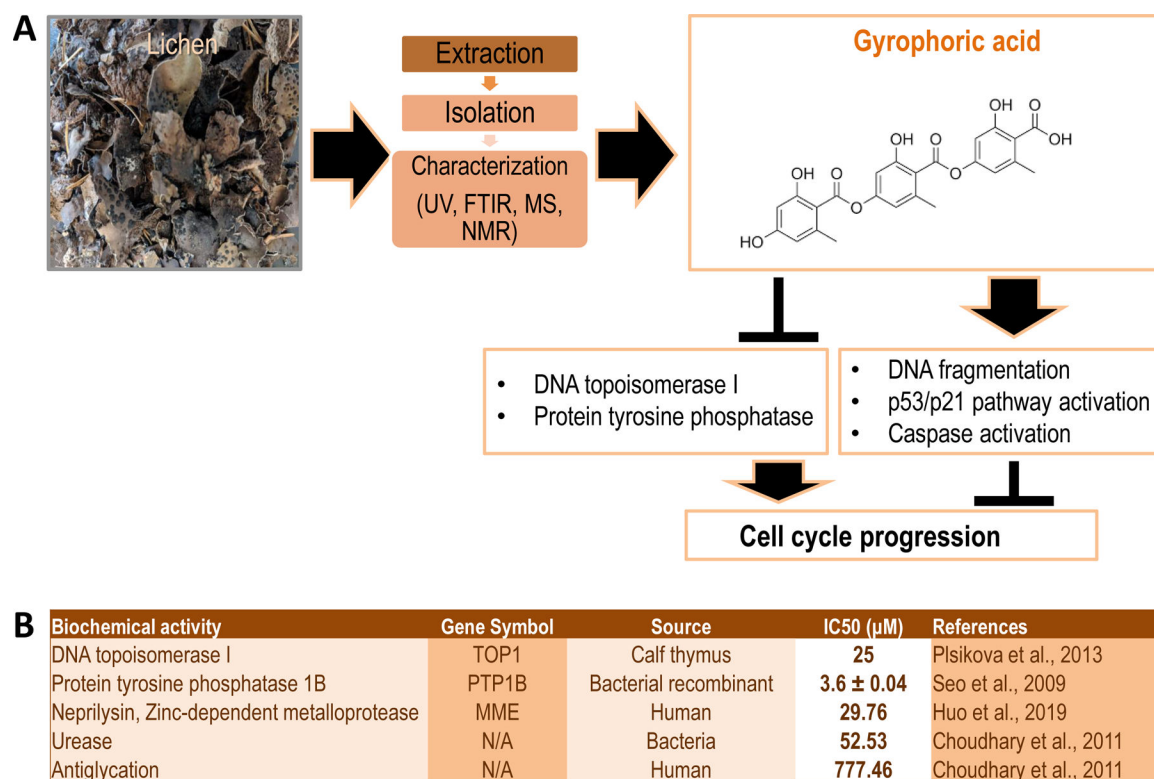 A
Lichen
Extraction
Isolation
Characterization
(UV, FTIR, MS,
NMR)
Gyrophoric acid
OH
O
OH
OH
O
O
OH
O
O
HO
• DNA topoisomerase I
• Protein tyrosine phosphatase
• DNA fragmentation
• p53/p21 pathway activation
• Caspase activation
Cell cycle progression
B
Biochemical activity Gene Symbol Source IC50 (µM) References
DNA topoisomerase I TOP1 Calf thymus 25 Plsikova et al., 2013
Protein tyrosine phosphatase 1B PTP1B Bacterial recombinant 3.6 ± 0.04 Seo et al., 2009
Neprilysin, Zinc-dependent metalloprotease MME Human 29.76 Huo et al., 2019
Urease N/A Bacteria 52.53 Choudhary et al., 2011
Antiglycation N/A Human 777.46 Choudhary et al., 2011